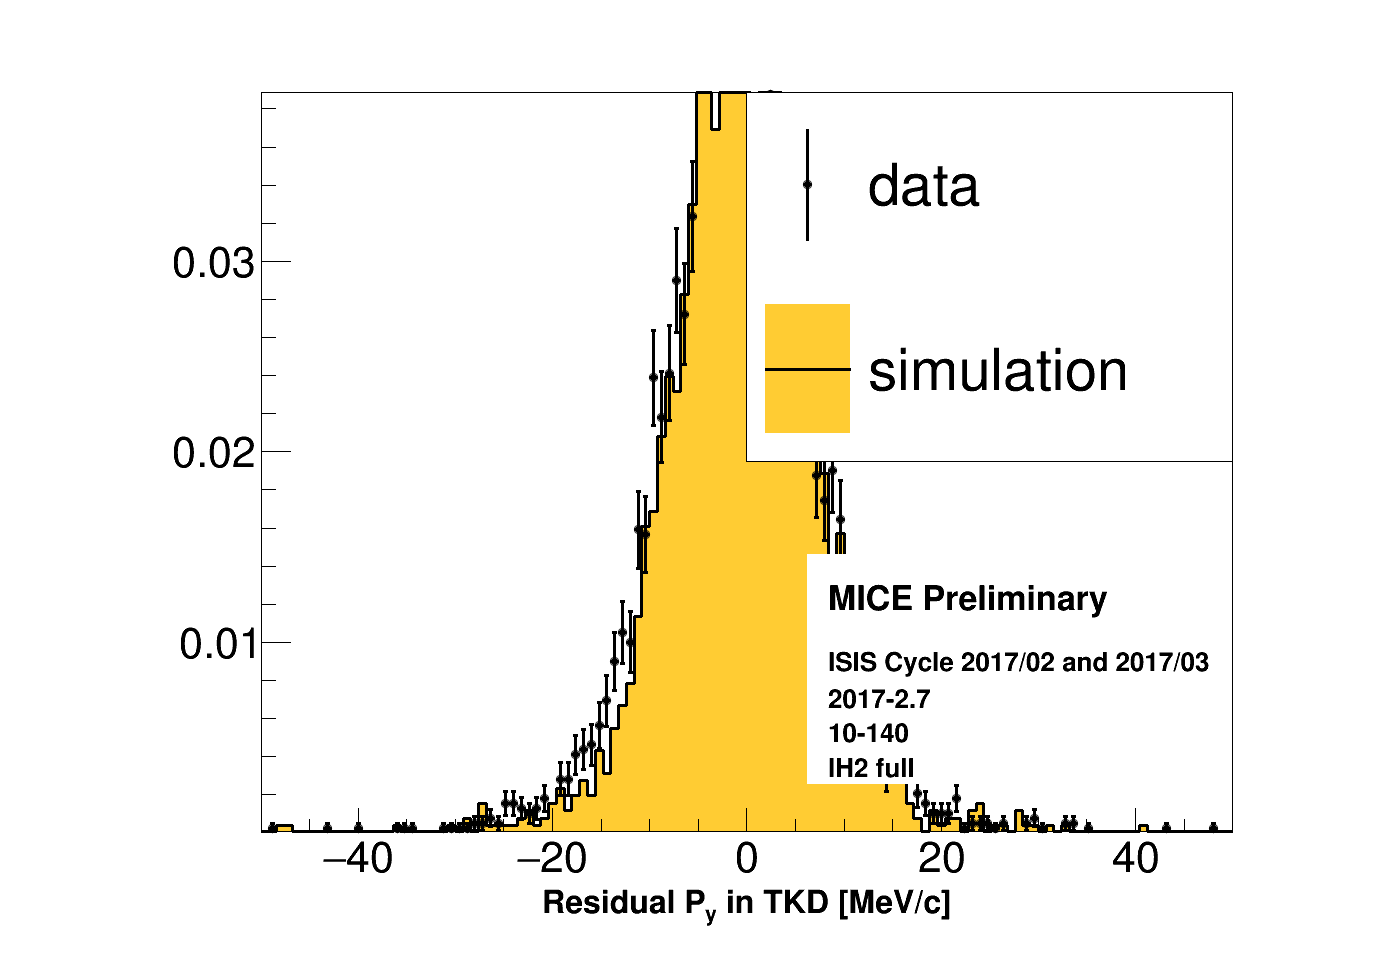 data
simulation
0.03
0.02
0.01
MICE Preliminary
ISIS Cycle 2017/02 and 2017/03
2017-2.7
10-140
IH2 full
−40 −20 0 20 40
Residual Py in TKD [MeV/c]